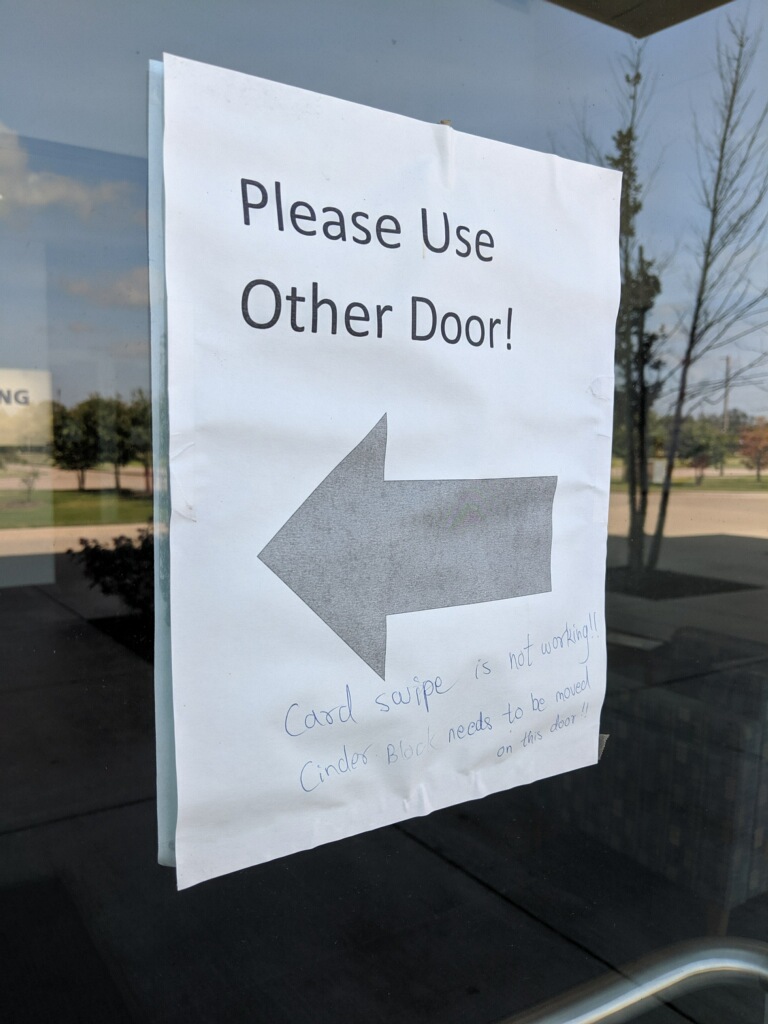 Please Use
Other Door!
Card swipe is not working!!
Cinder Block needs to be moved
on this door!!
NG